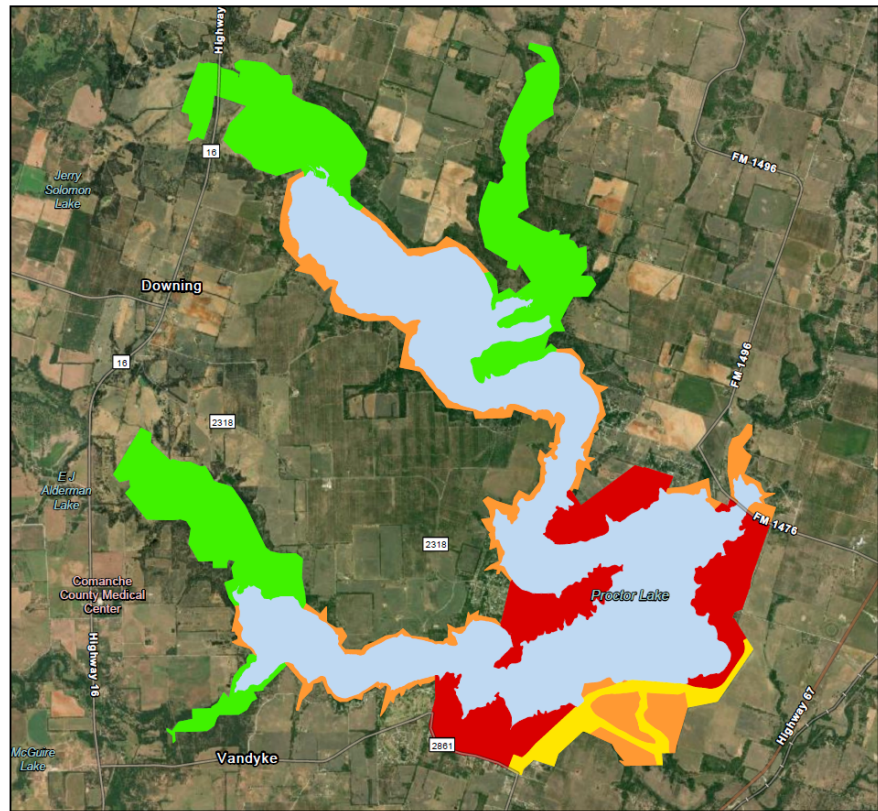 Highway
16
FM 1496
Jerry
Solomon
Lake
Downing
16
FM 1496
2318
E J
Alderman
Lake
2318
FM 1476
Comanche
County Medical
Center
Proctor Lake
Highway 16
Highway 67
2861
McGuire
Lake
Vandyke